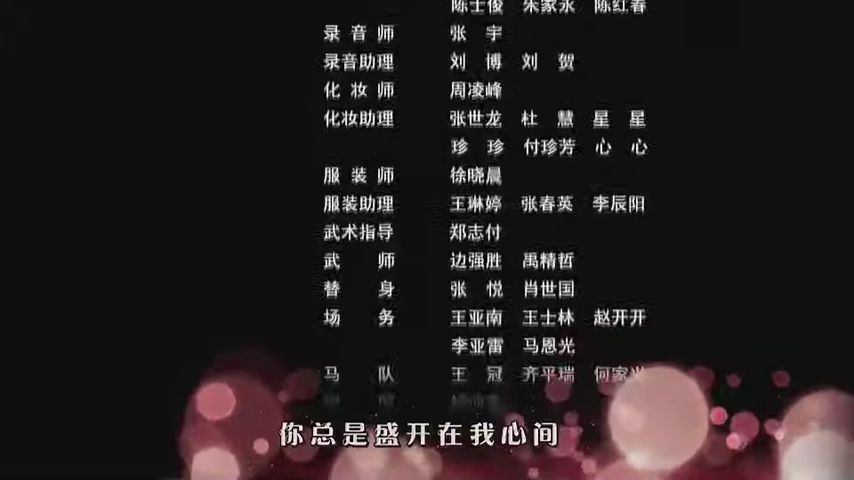 陈士俊 朱家永 陈红春
录音师 张宇
录音助理 刘博 刘贺
化妆师 周凌峰
化妆助理 张世龙 杜慧 星星
珍珍 付珍芳 心心
服装师 徐晓晨
服装助理 王琳婷 张春英 李辰阳
武术指导 郑志付
武师 边强胜 禹精哲
替身 张悦 肖世国
场务 王亚南 王士林 赵开开
李亚雷 马恩光
马队 王冠 齐平瑞 何家兴
你总是盛开在我心间